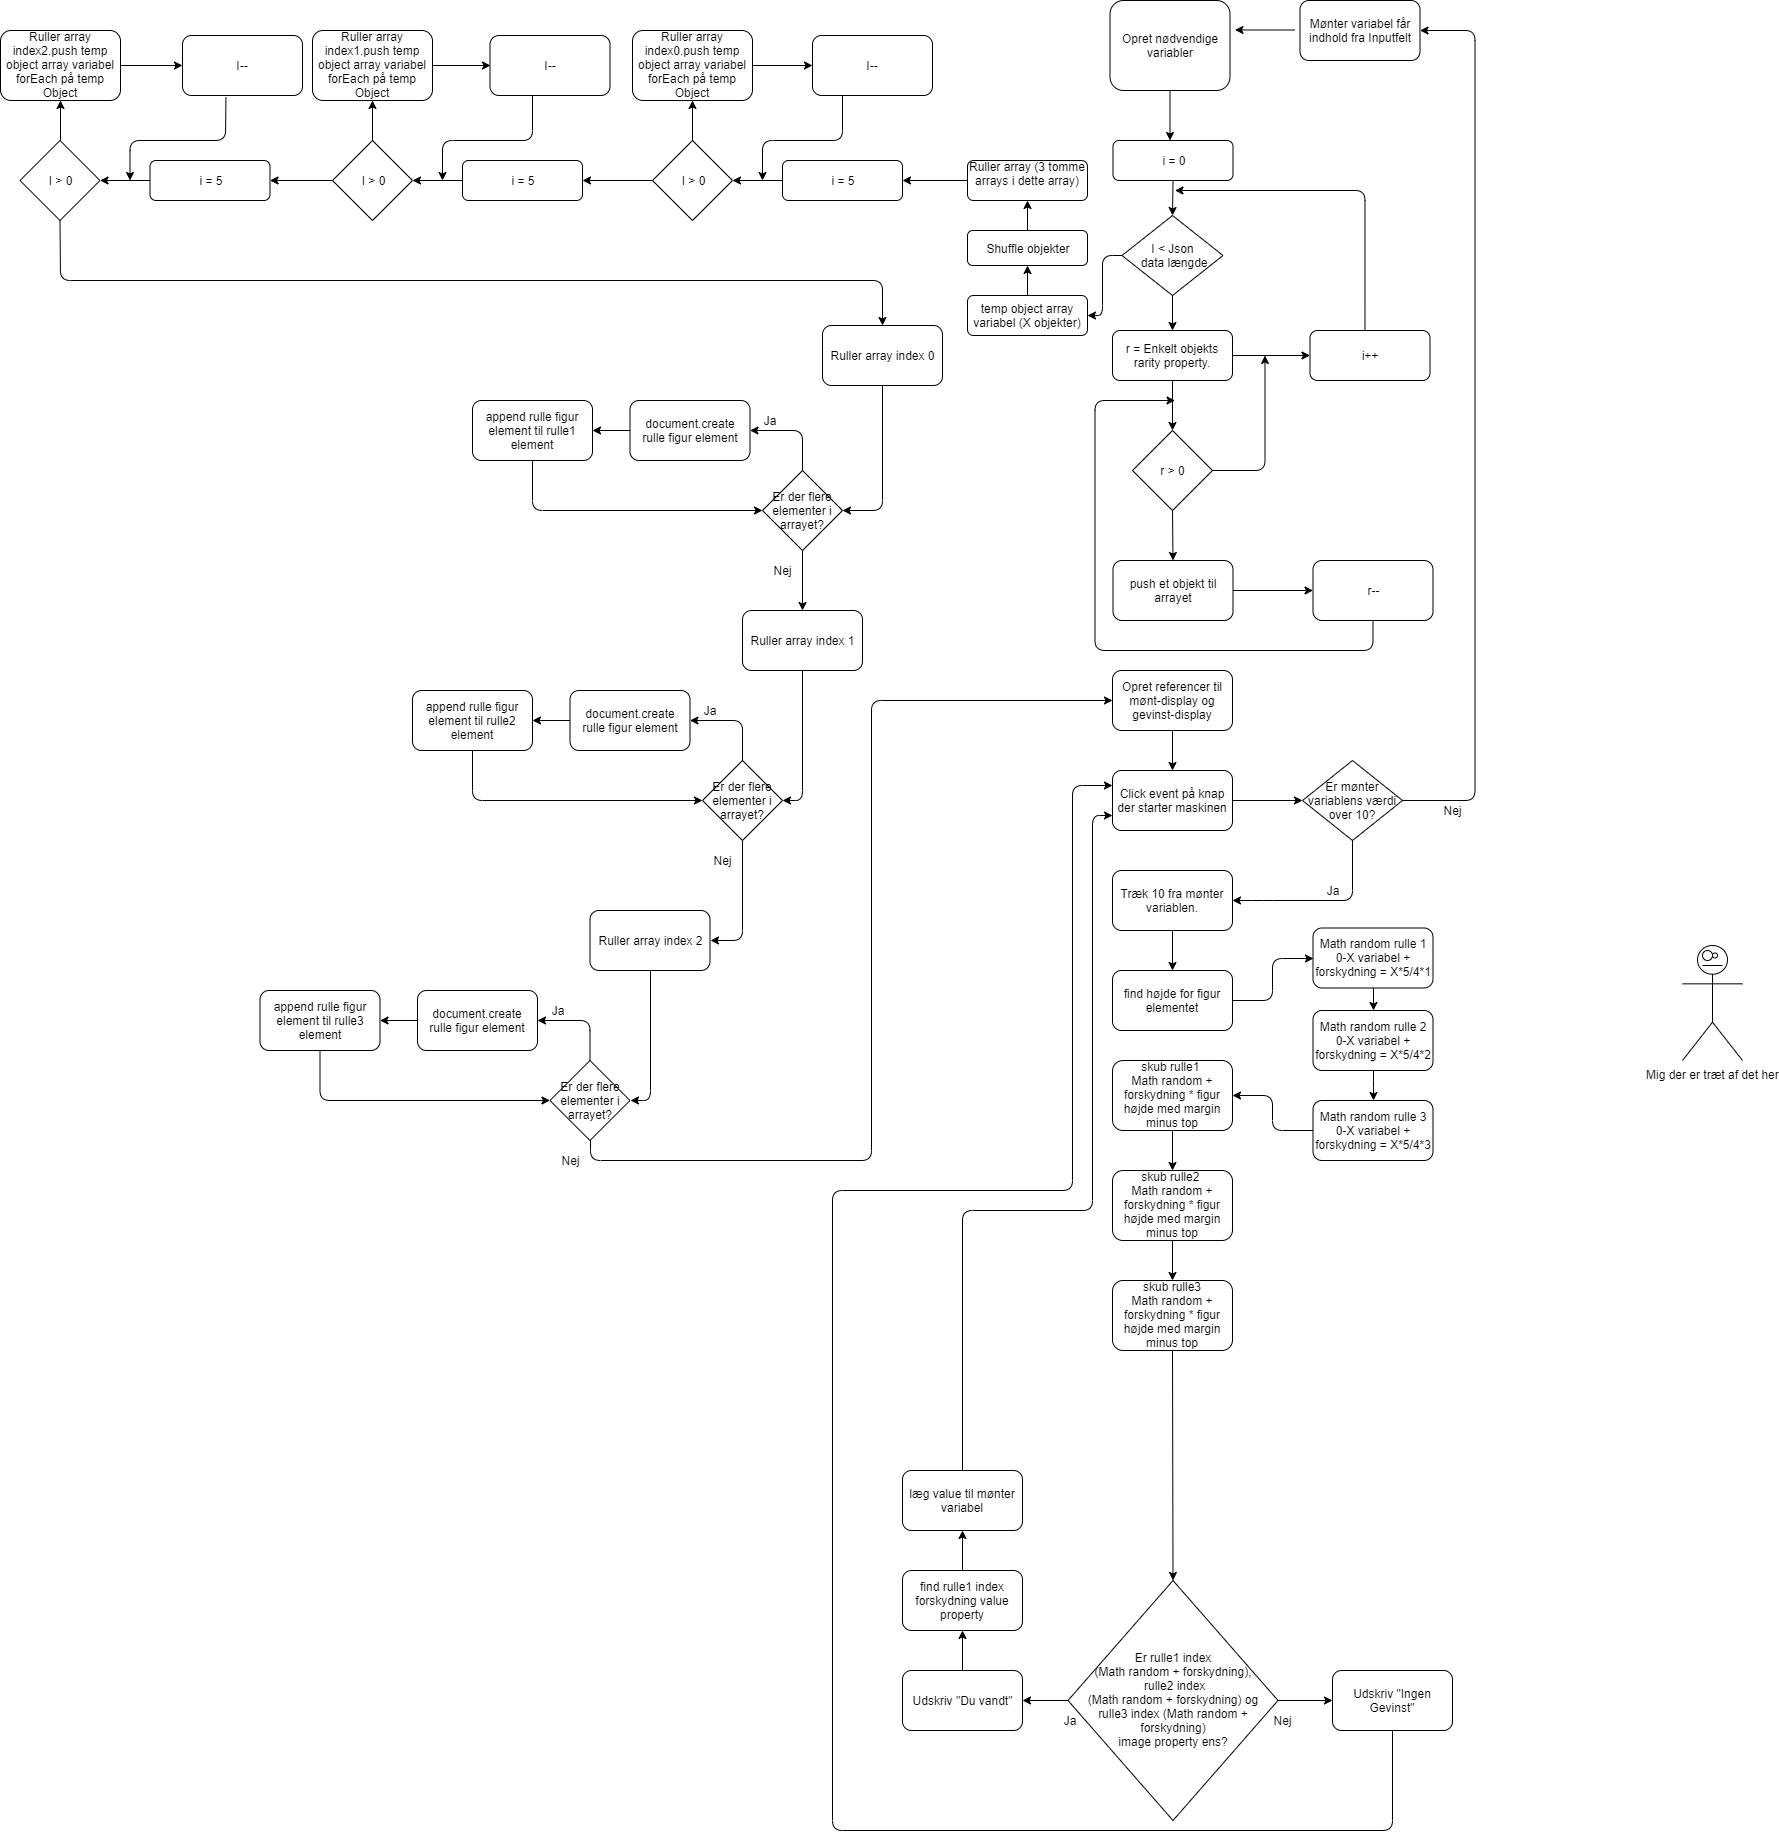 Mønter variabel får
indhold fra Inputfelt
Opret nødvendige
variabler
i = 0
I < Json
data længde
r = Enkelt objekts
rarity property.
i++
r > 0
push et objekt til
arrayet
r--
temp object array
variabel (X objekter)
Shuffle objekter
Ruller array (3 tomme
arrays i dette array)
i = 5
I > 0
Ruller array
index0.push temp
object array variabel
forEach på temp
Object
I--
i = 5
I > 0
Ruller array
index1.push temp
object array variabel
forEach på temp
Object
I--
i = 5
I > 0
Ruller array
index2.push temp
object array variabel
forEach på temp
Object
I--
Ruller array index 0
Er der flere
elementer i
arrayet?
Ja
document.create
rulle figur element
append rulle figur
element til rulle1
element
Nej
Ruller array index 1
Er der flere
elementer i
arrayet?
Ja
document.create
rulle figur element
append rulle figur
element til rulle2
element
Nej
Ruller array index 2
Er der flere
elementer i
arrayet?
Ja
document.create
rulle figur element
append rulle figur
element til rulle3
element
Nej
Opret referencer til
mønt-display og
gevinst-display
Click event på knap
der starter maskinen
Er mønter
variablens værdi
over 10?
Nej
Ja
Træk 10 fra mønter
variablen.
find højde for figur
elementet
Math random rulle 1
0-X variabel +
forskydning = X*5/4*1
Math random rulle 2
0-X variabel +
forskydning = X*5/4*2
Math random rulle 3
0-X variabel +
forskydning = X*5/4*3
skub rulle1
Math random +
forskydning * figur
højde med margin
minus top
skub rulle2
Math random +
forskydning * figur
højde med margin
minus top
skub rulle3
Math random +
forskydning * figur
højde med margin
minus top
Er rulle1 index
(Math random + forskydning),
rulle2 index
(Math random + forskydning) og
rulle3 index (Math random +
forskydning)
image property ens?
Ja
Udskriv "Du vandt"
find rulle1 index
forskydning value
property
læg value til mønter
variabel
Nej
Udskriv "Ingen
Gevinst"
Mig der er træt af det her